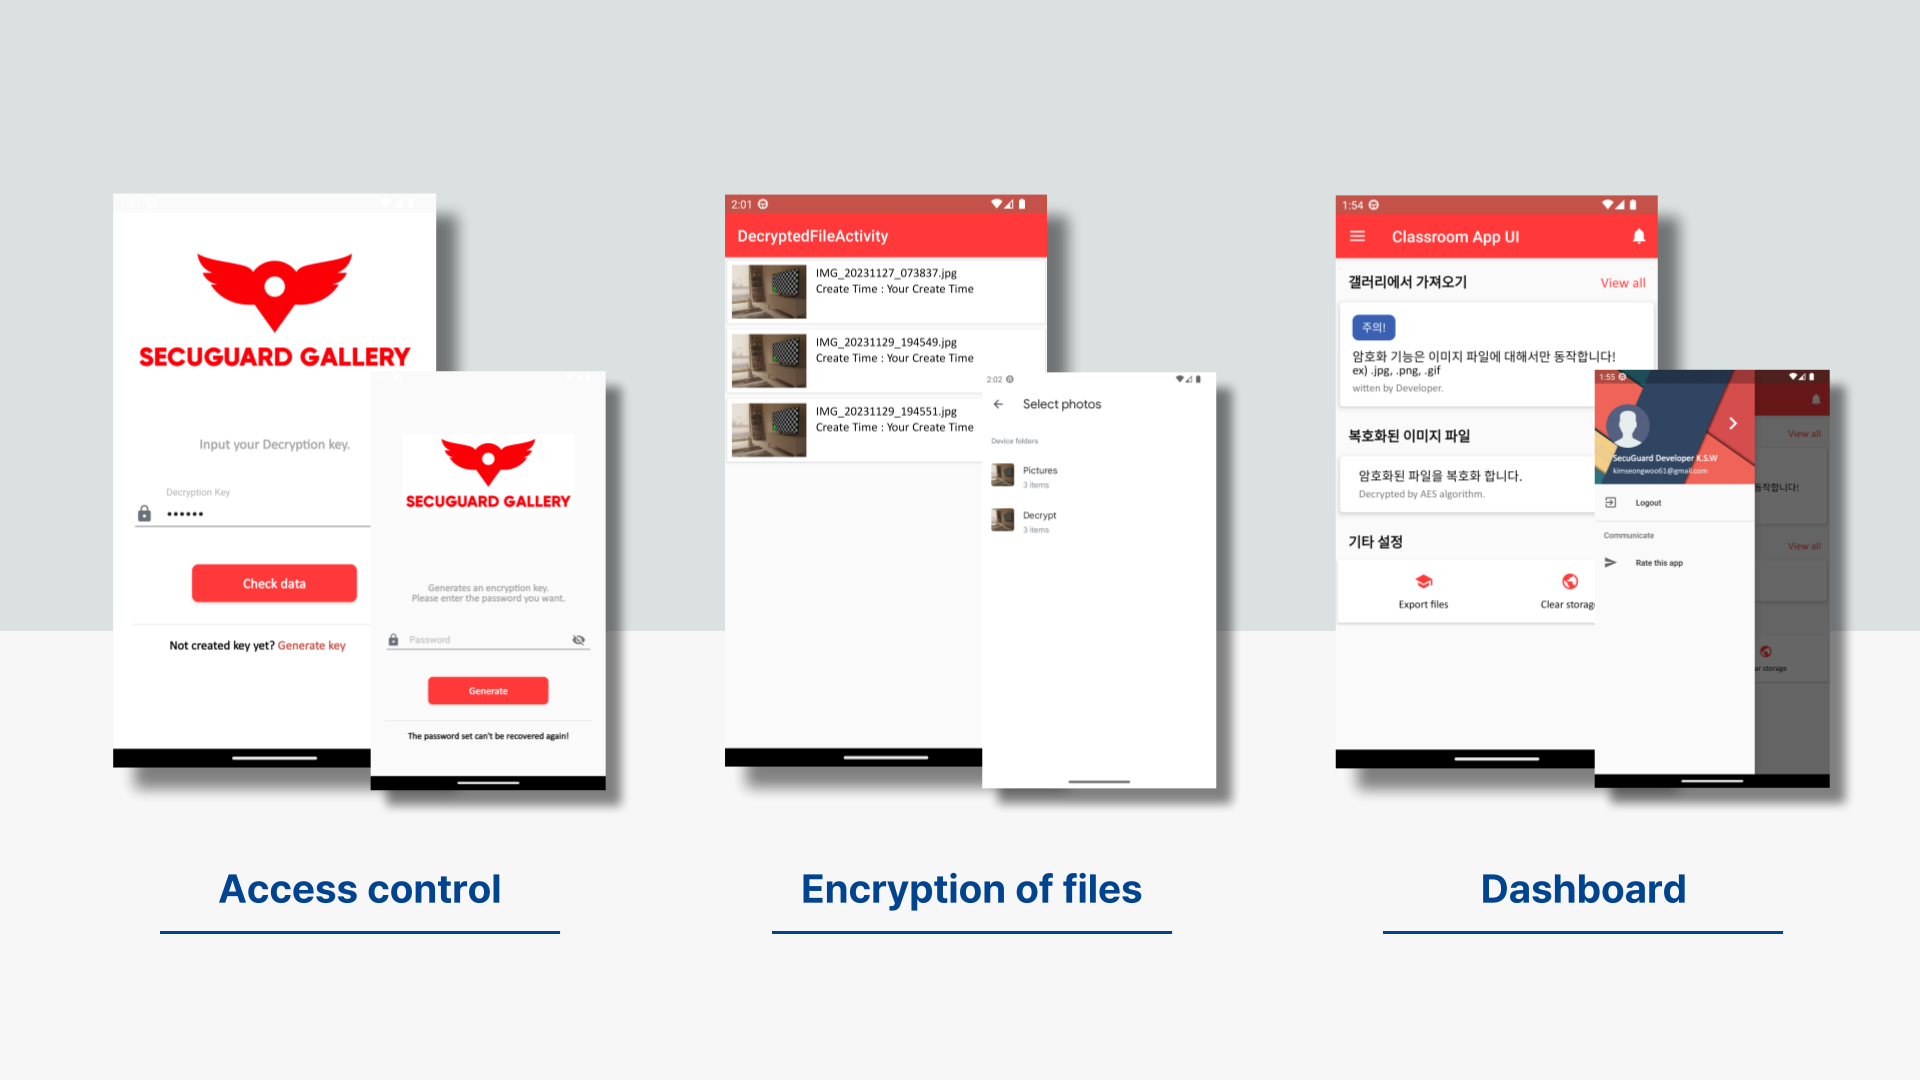 SECUGUARD GALLERY
Input your Decryption key.
Decryption Key
••••••
Check data
Not created key yet? Generate key
SECUGUARD GALLERY
Generates an encryption key.
Please enter the password you want.
Password
Generate
The password set can't be recovered again!
Access control
2:01
DecryptedFileActivity
IMG_20231127_073837.jpg
Create Time : Your Create Time
IMG_20231129_194549.jpg
Create Time : Your Create Time
IMG_20231129_194551.jpg
Create Time : Your Create Time
2:02
Select photos
Device folders
Pictures
3 items
Decrypt
3 items
Encryption of files
1:54
Classroom App UI
갤러리에서 가져오기
View all
주의!
암호화 기능은 이미지 파일에 대해서만 동작합니다!
ex) .jpg, .png, .gif
witten by Developer.
복호화된 이미지 파일
암호화된 파일을 복호화 합니다.
Decrypted by AES algorithm.
기타 설정
Export files
Clear storag
1:55
SecuGuard Developer K.S.W
kimseongwoo61@gmail.com
Logout
Communicate
Rate this app
View all
동작합니다!
View all
ar storage
Dashboard